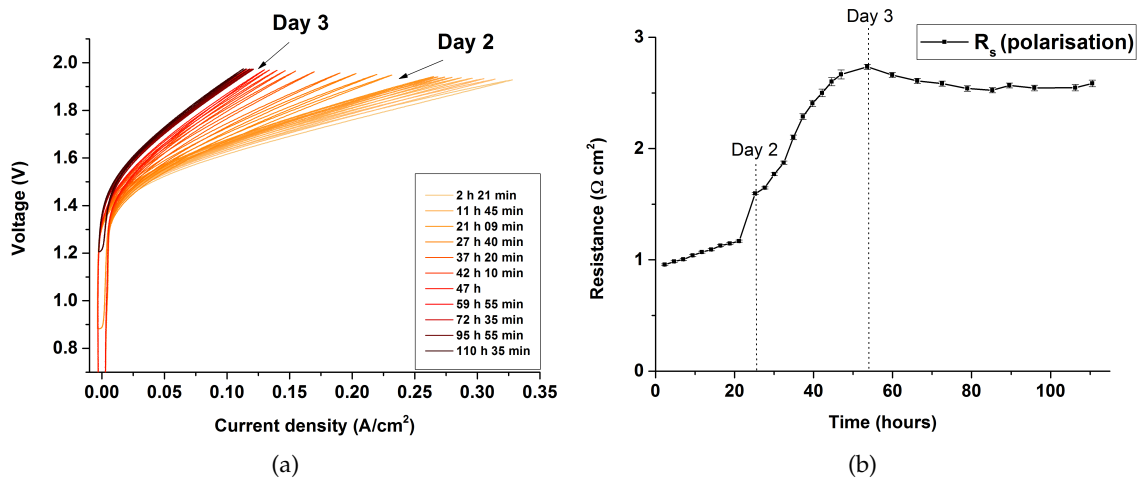 Day 3
Day 2
2.0
1.8
1.6
1.4
1.2
1.0
0.8
Voltage (V)
2 h 21 min
11 h 45 min
21 h 09 min
27 h 40 min
37 h 20 min
42 h 10 min
47 h
59 h 55 min
72 h 35 min
95 h 55 min
110 h 35 min
0.00 0.05 0.10 0.15 0.20 0.25 0.30 0.35
Current density (A/cm²)
(a)
Day 3
Rₛ (polarisation)
Day 2
3
2
1
0
Resistance (Ω cm²)
0 20 40 60 80 100
Time (hours)
(b)